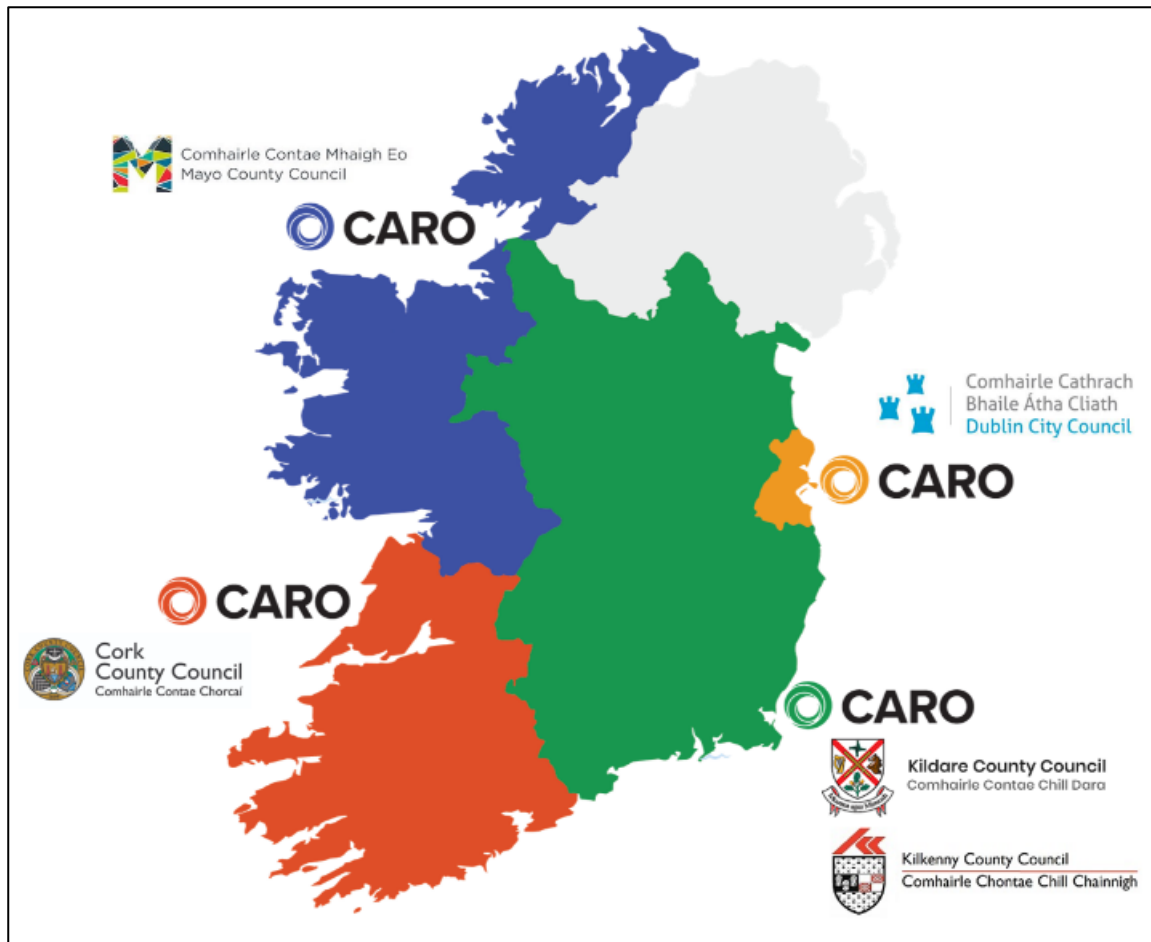 Comhairle Contae Mhaigh Eo
Mayo County Council
CARO
Comhairle Cathrach
Bhaile Átha Cliath
Dublin City Council
CARO
CARO
Cork
County Council
Comhairle Contae Chorcaí
CARO
Kildare County Council
Comhairle Contae Chill Dara
Kilkenny County Council
Comhairle Chontae Chill Chainnigh